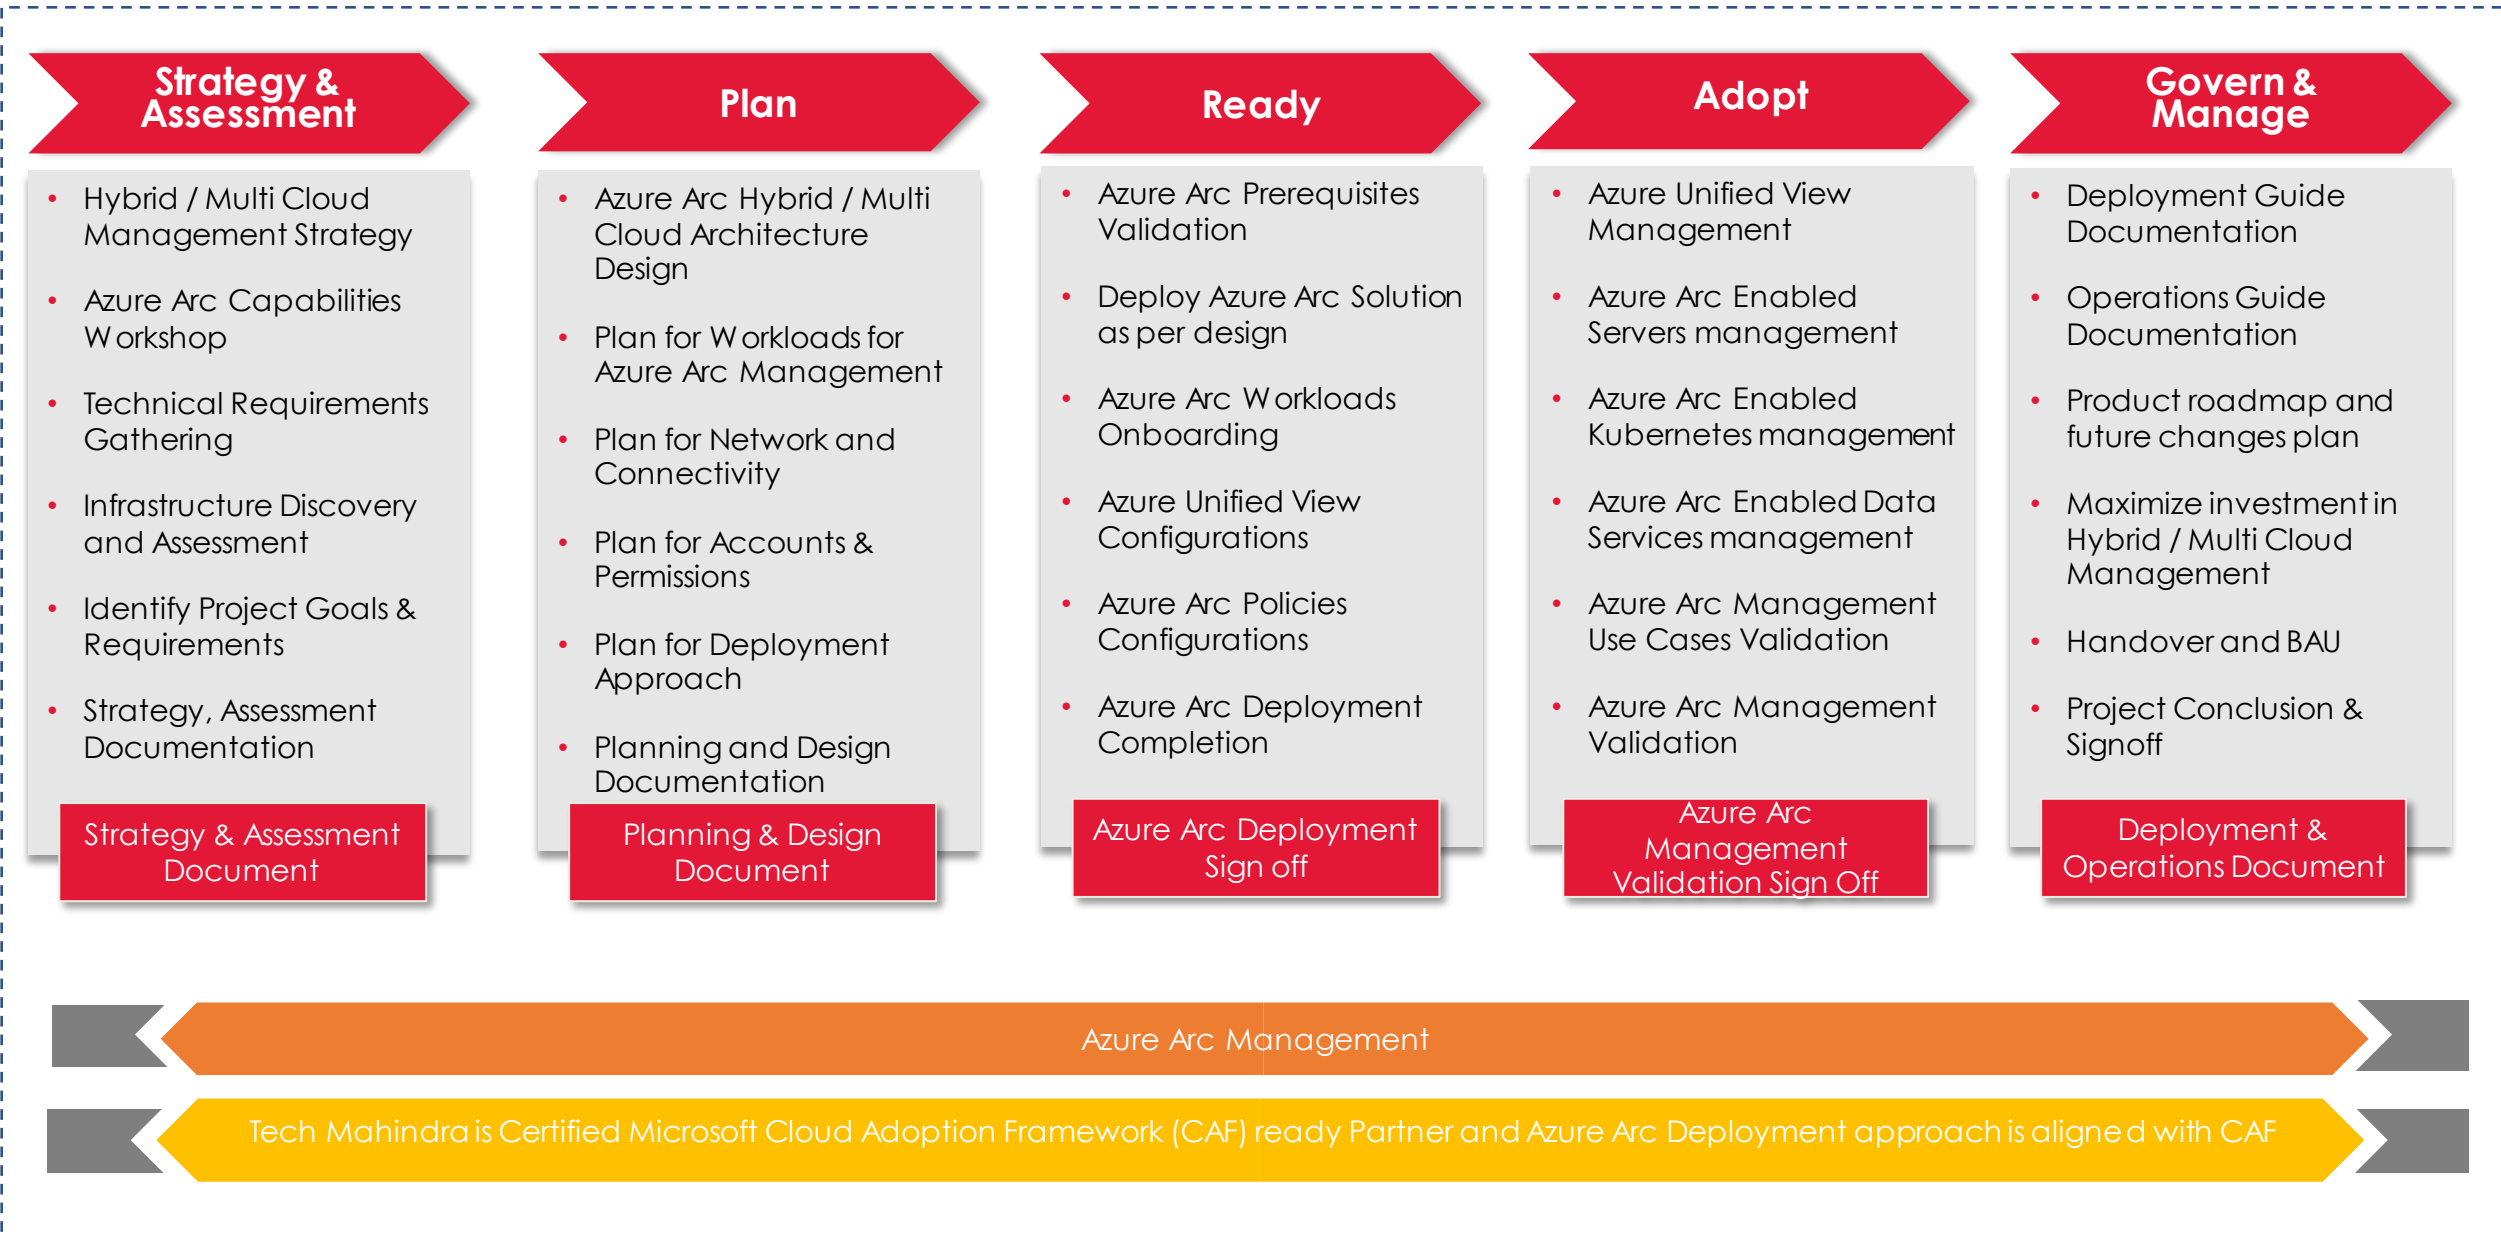 Strategy &
Assessment
• Hybrid / Multi Cloud
Management Strategy
• Azure Arc Capabilities
Workshop
• Technical Requirements
Gathering
• Infrastructure Discovery
and Assessment
• Identify Project Goals &
Requirements
• Strategy, Assessment
Documentation
Strategy & Assessment
Document
Plan
• Azure Arc Hybrid / Multi
Cloud Architecture
Design
• Plan for Workloads for
Azure Arc Management
• Plan for Network and
Connectivity
• Plan for Accounts &
Permissions
• Plan for Deployment
Approach
• Planning and Design
Documentation
Planning & Design
Document
Ready
• Azure Arc Prerequisites
Validation
• Deploy Azure Arc Solution
as per design
• Azure Arc Workloads
Onboarding
• Azure Unified View
Configurations
• Azure Arc Policies
Configurations
• Azure Arc Deployment
Completion
Azure Arc Deployment
Sign off
Adopt
• Azure Unified View
Management
• Azure Arc Enabled
Servers management
• Azure Arc Enabled
Kubernetes management
• Azure Arc Enabled Data
Services management
• Azure Arc Management
Use Cases Validation
• Azure Arc Management
Validation
Azure Arc
Management
Validation Sign Off
Govern &
Manage
• Deployment Guide
Documentation
• Operations Guide
Documentation
• Product roadmap and
future changes plan
• Maximize investment in
Hybrid / Multi Cloud
Management
• Handover and BAU
• Project Conclusion &
Signoff
Deployment &
Operations Document
Azure Arc Management
Tech Mahindra is Certified Microsoft Cloud Adoption Framework (CAF) ready Partner and Azure Arc Deployment approach is aligned with CAF